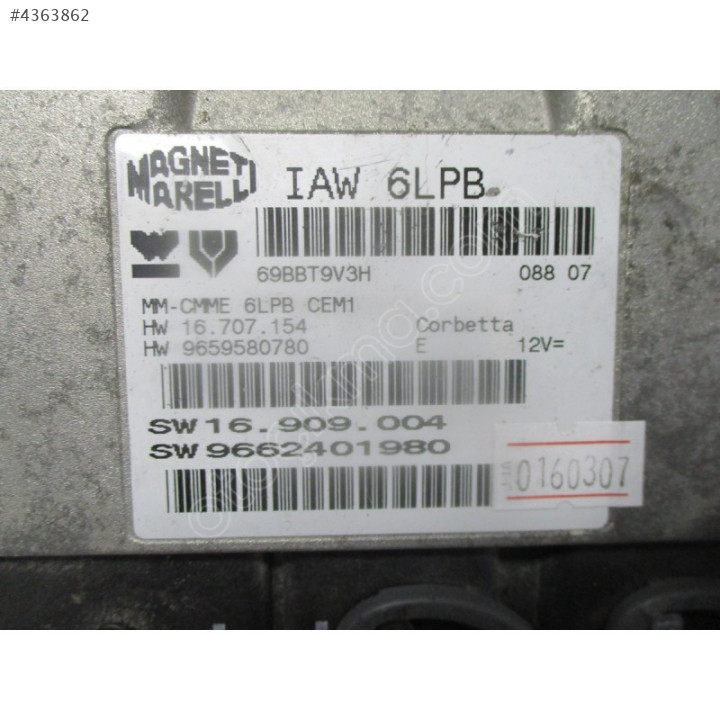 #4363862
MAGNETI
MARELLI
IAW 6LPB
69BBT9V3H 088 07
MM-CMME 6LPB CEM1
HW 16.707.154 Corbetta
HW 9659580780 E 12V=
SW 16.909.004
SW 9662401980
0160307